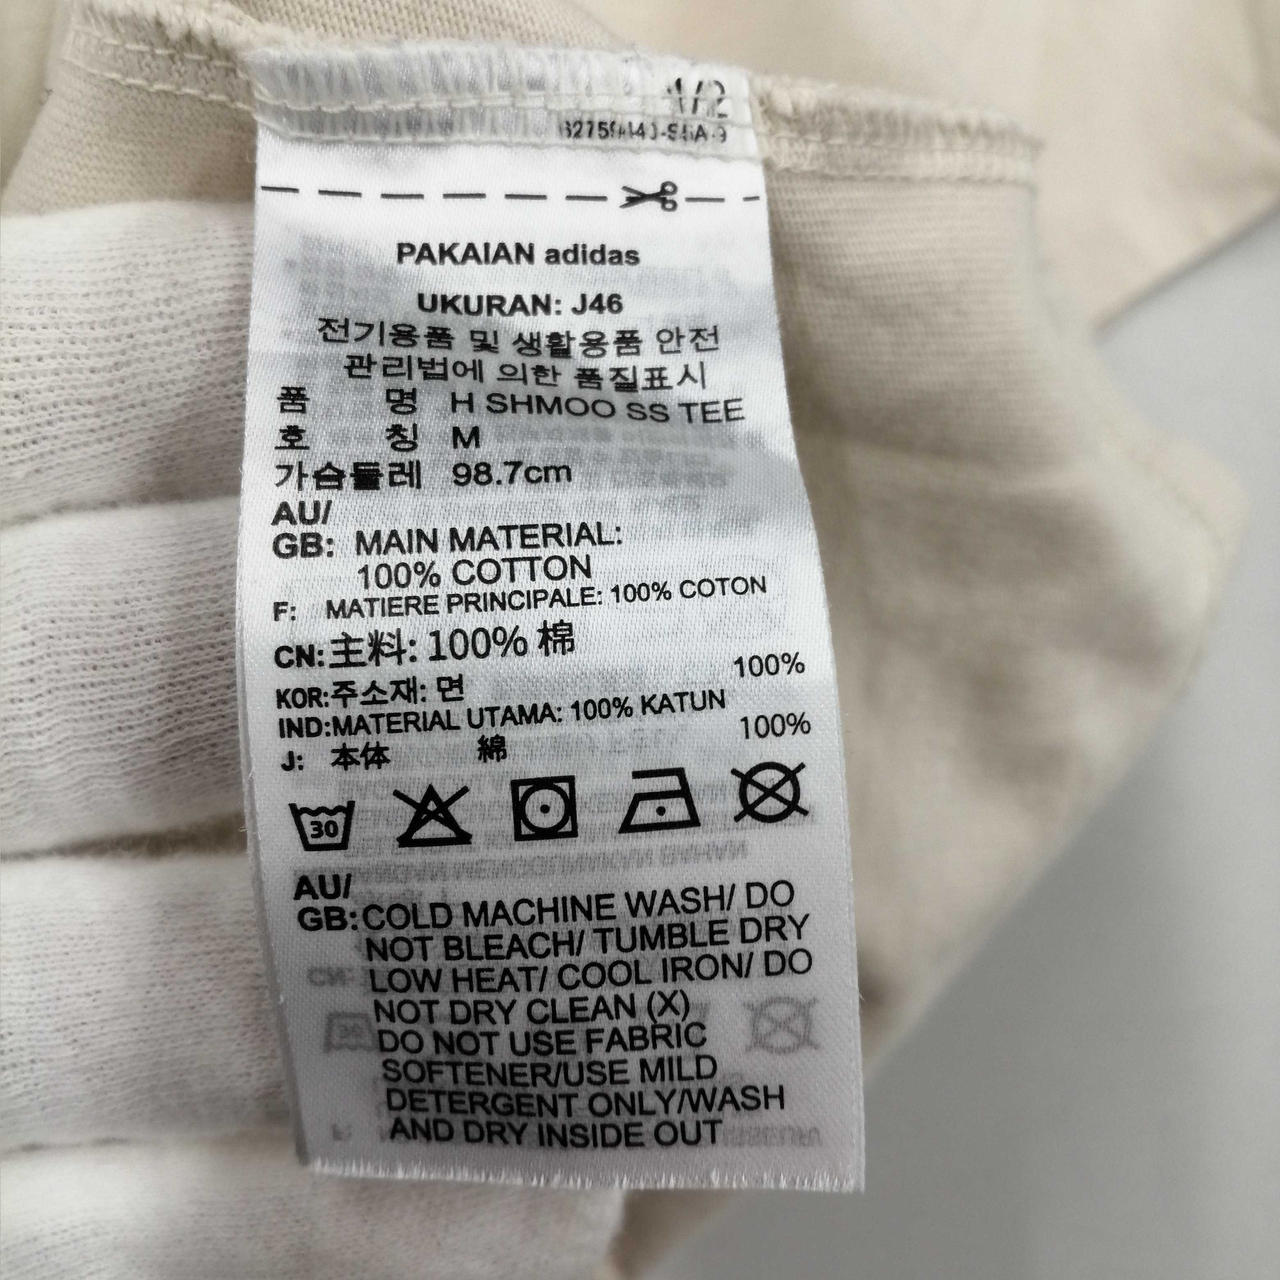 1/2
PAKAIAN adidas
UKURAN: J46
전기용품 및 생활용품 안전
관리법에 의한 품질표시
품 명 H SHMOO SS TEE
호 칭 M
가슴둘레 98.7cm
AU/
GB: MAIN MATERIAL:
100% COTTON
F: MATIERE PRINCIPALE: 100% COTON
CN:主料: 100% 棉
KOR:주소재: 면 100%
IND:MATERIAL UTAMA: 100% KATUN
J: 本体 綿 100%
30
AU/
GB:COLD MACHINE WASH/ DO
NOT BLEACH/ TUMBLE DRY
LOW HEAT/ COOL IRON/ DO
NOT DRY CLEAN (X)
DO NOT USE FABRIC
SOFTENER/USE MILD
DETERGENT ONLY/WASH
AND DRY INSIDE OUT